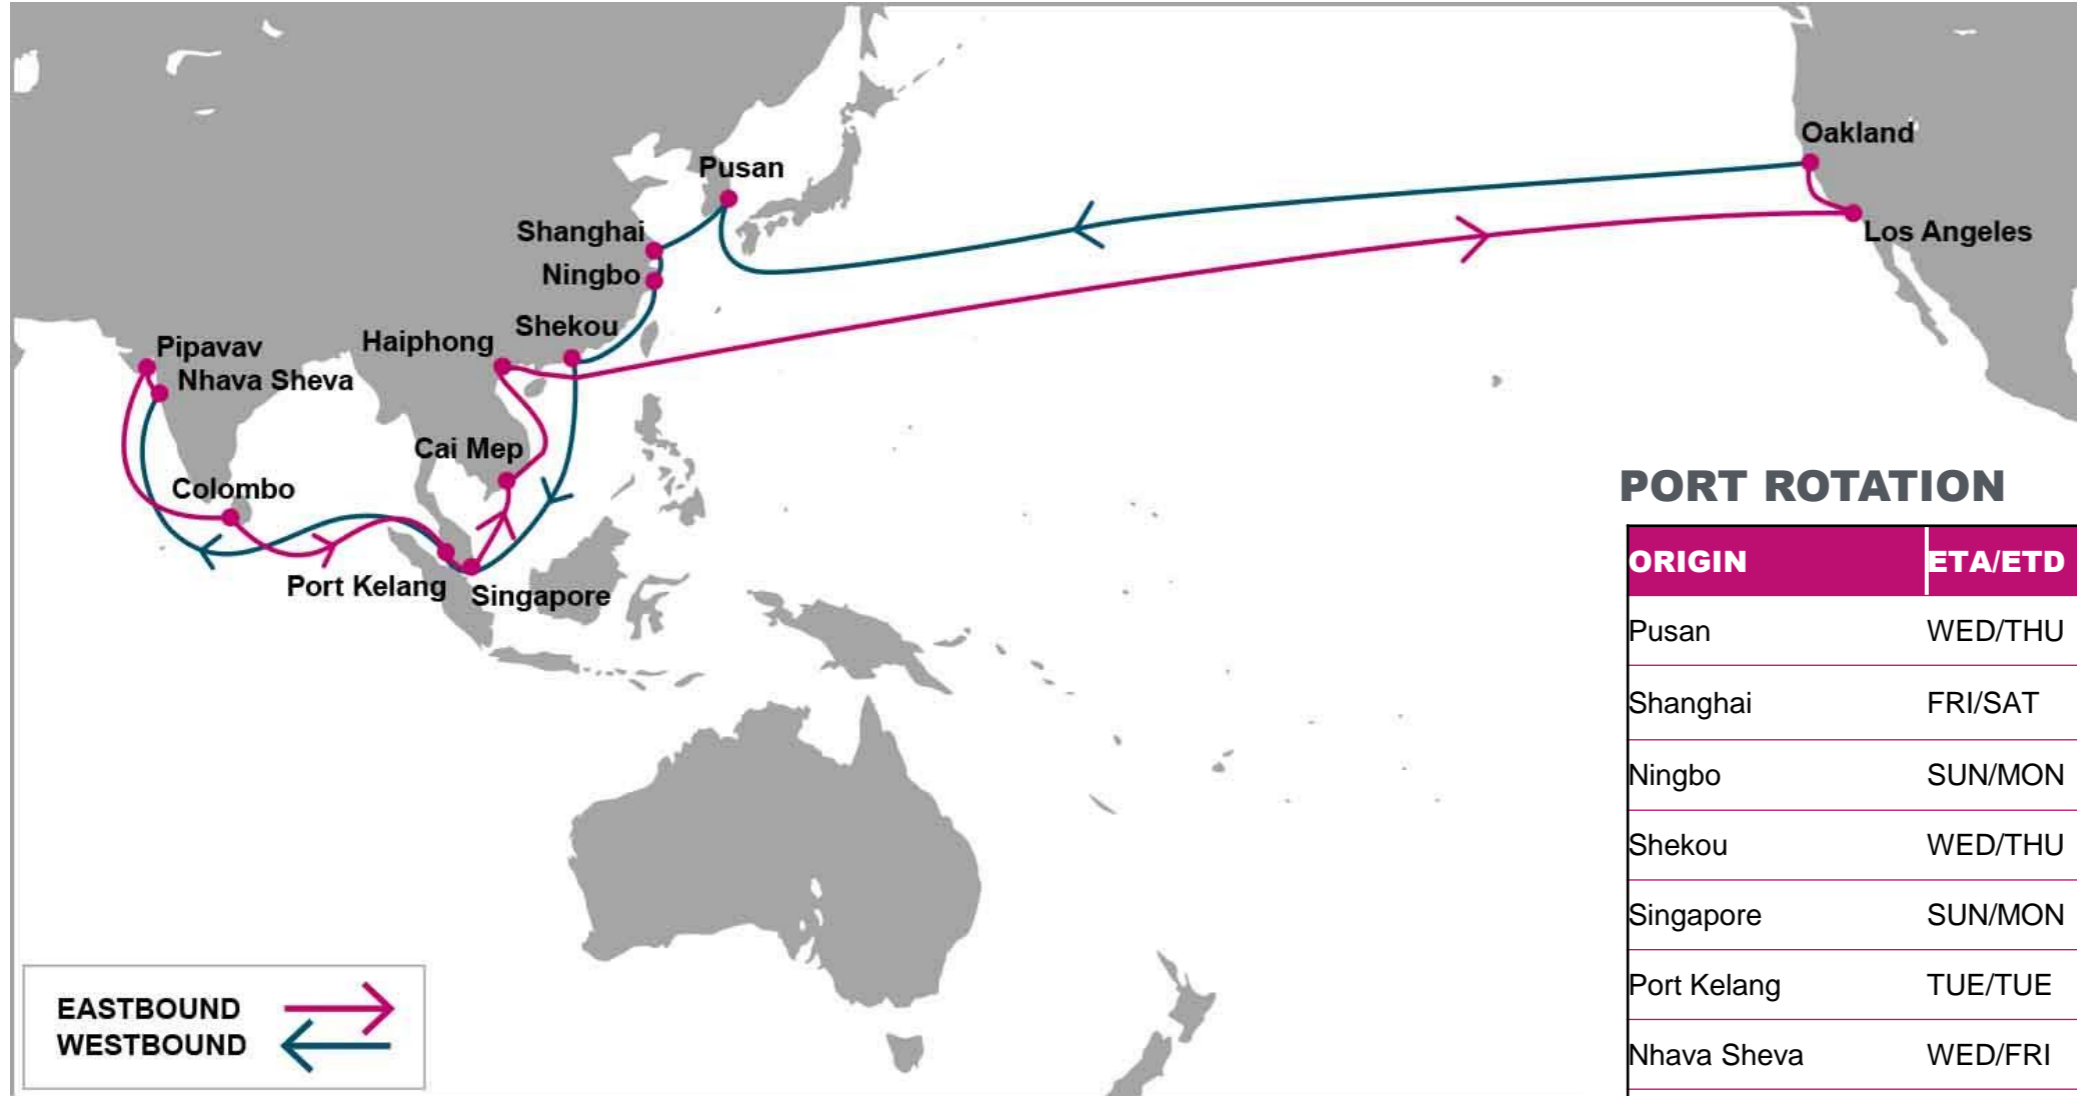 Oakland
Pusan
Los Angeles
Shanghai
Ningbo
Shekou
Haiphong
Pipavav
Nhava Sheva
Cai Mep
Colombo
Port Kelang
Singapore
EASTBOUND
WESTBOUND
PORT ROTATION
ORIGIN ETA/ETD
Pusan WED/THU
Shanghai FRI/SAT
Ningbo SUN/MON
Shekou WED/THU
Singapore SUN/MON
Port Kelang TUE/TUE
Nhava Sheva WED/FRI